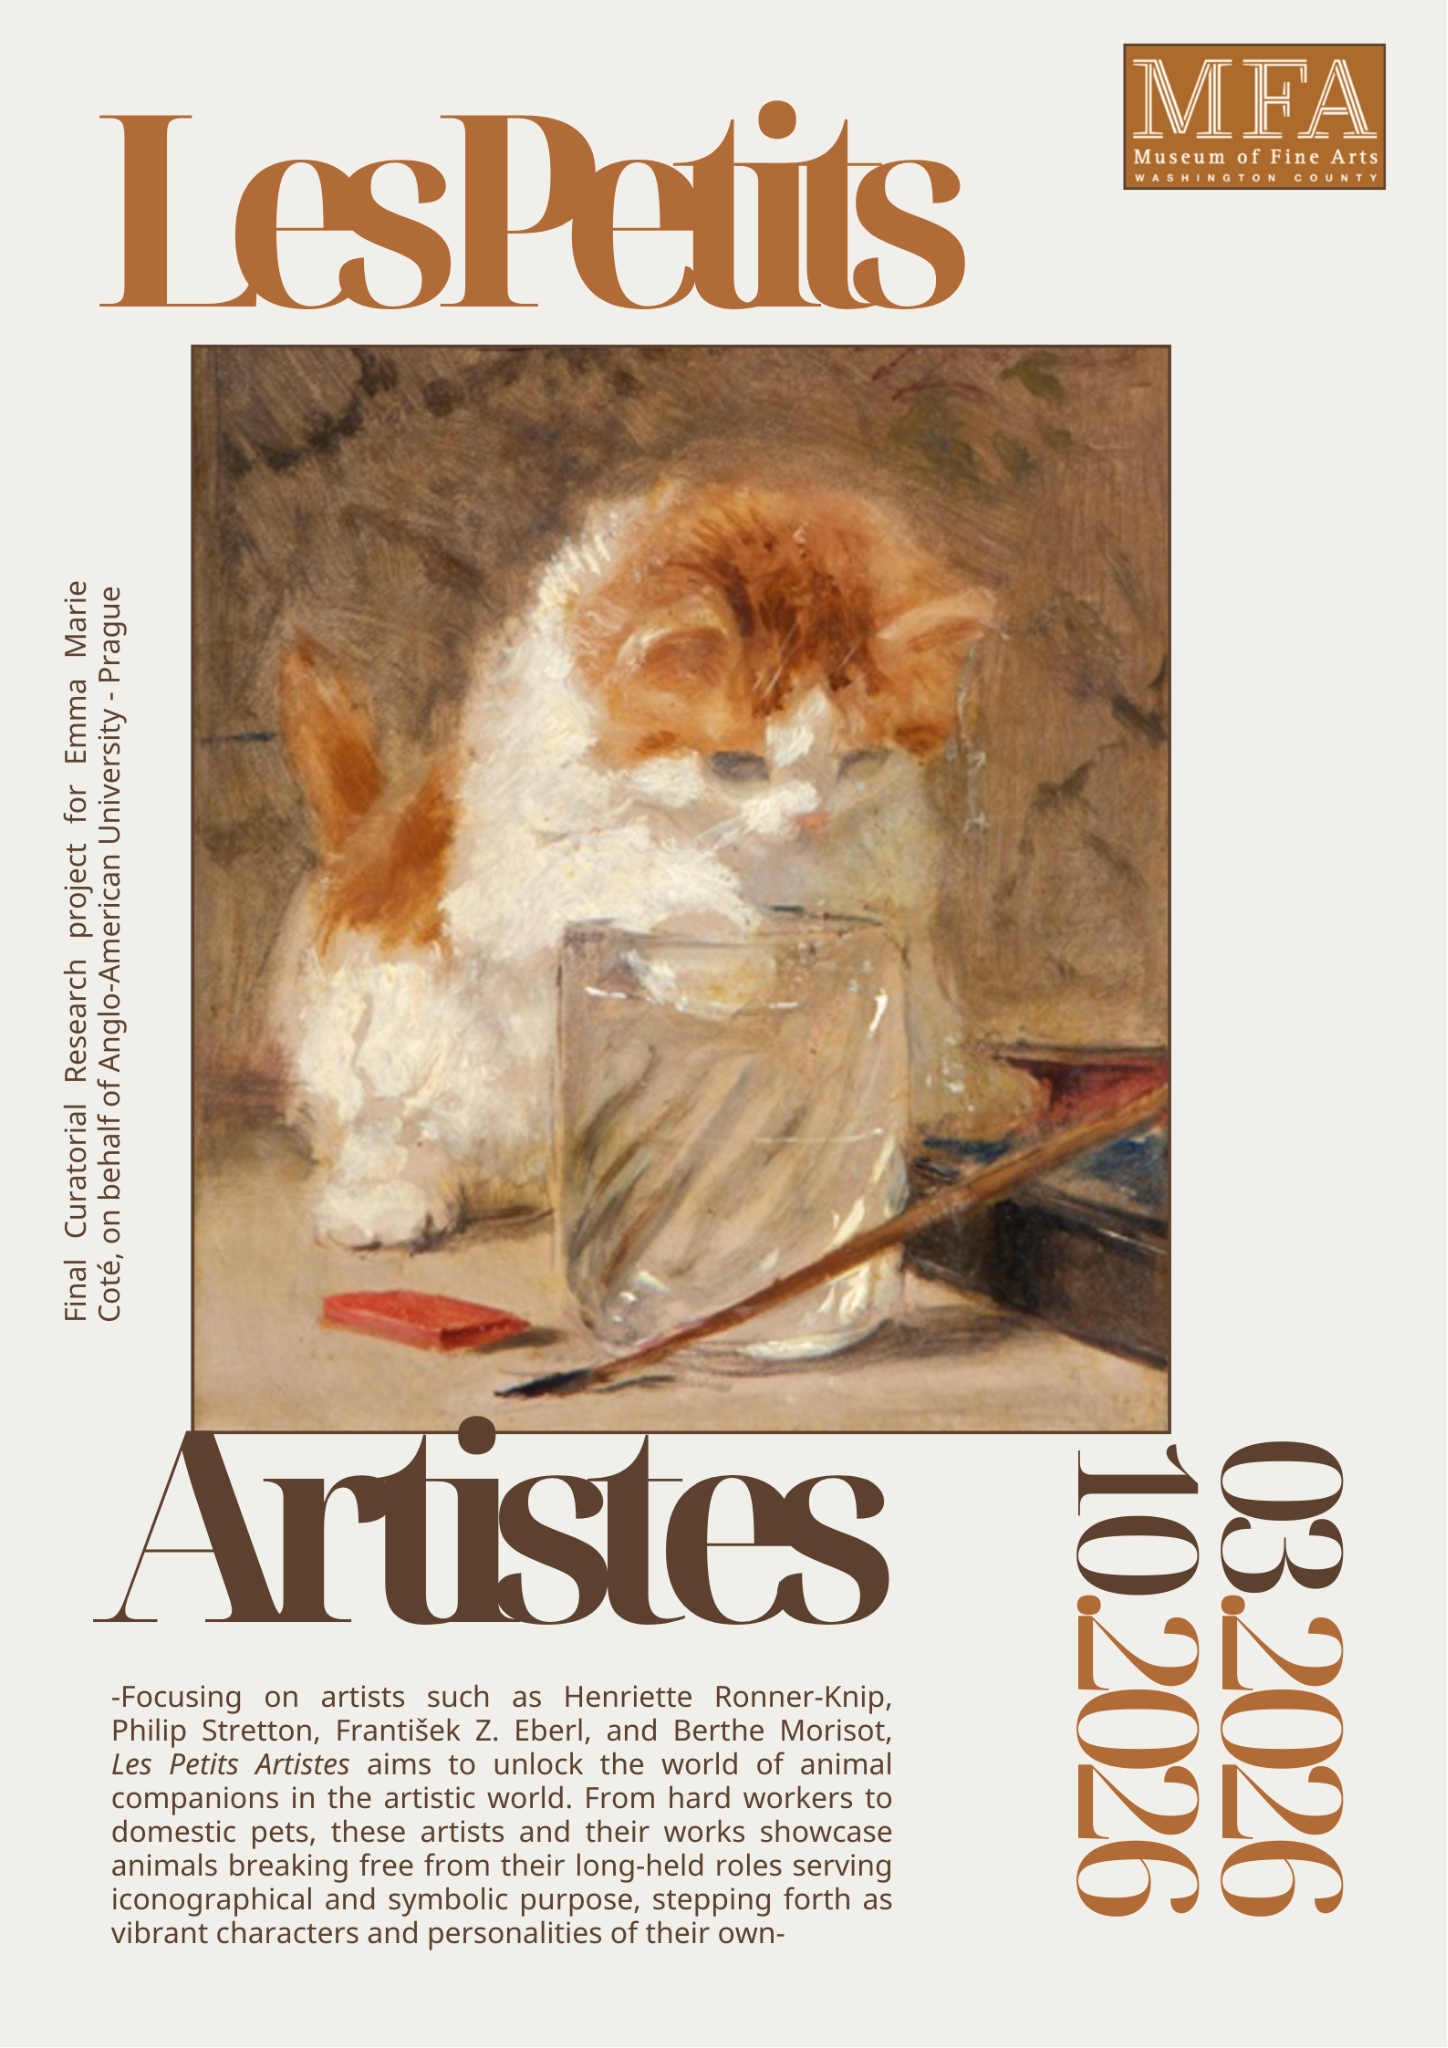 Les Petits
MFA
Museum of Fine Arts
WASHINGTON COUNTY
Final Curatorial Research project for Emma Marie
Coté, on behalf of Anglo-American University - Prague
Artistes
03.2026
10.2026
-Focusing on artists such as Henriette Ronner-Knip,
Philip Stretton, František Z. Eberl, and Berthe Morisot,
Les Petits Artistes aims to unlock the world of animal
companions in the artistic world. From hard workers to
domestic pets, these artists and their works showcase
animals breaking free from their long-held roles serving
iconographical and symbolic purpose, stepping forth as
vibrant characters and personalities of their own-